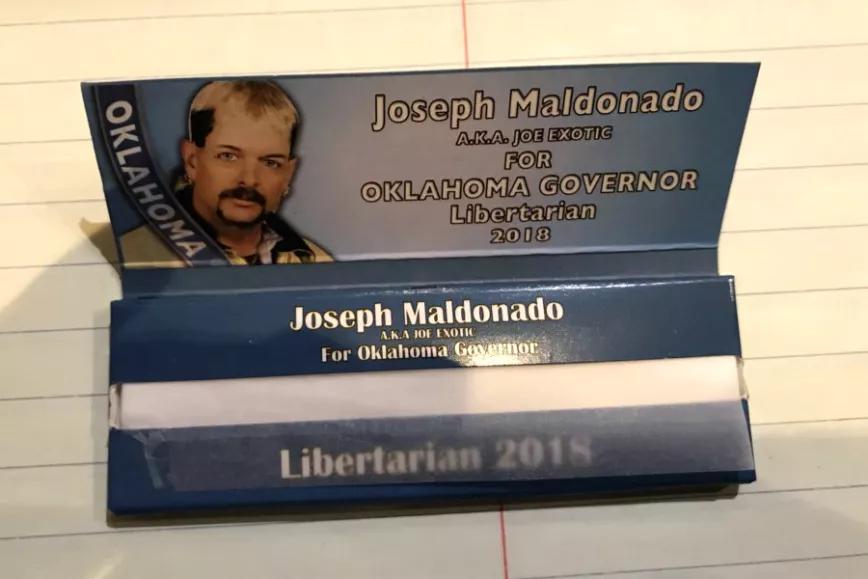 OKLAHOMA
Joseph Maldonado
A.K.A. JOE EXOTIC
FOR
OKLAHOMA GOVERNOR
Libertarian
2018
Joseph Maldonado
A.K.A JOE EXOTIC
For Oklahoma Governor
Libertarian 2018